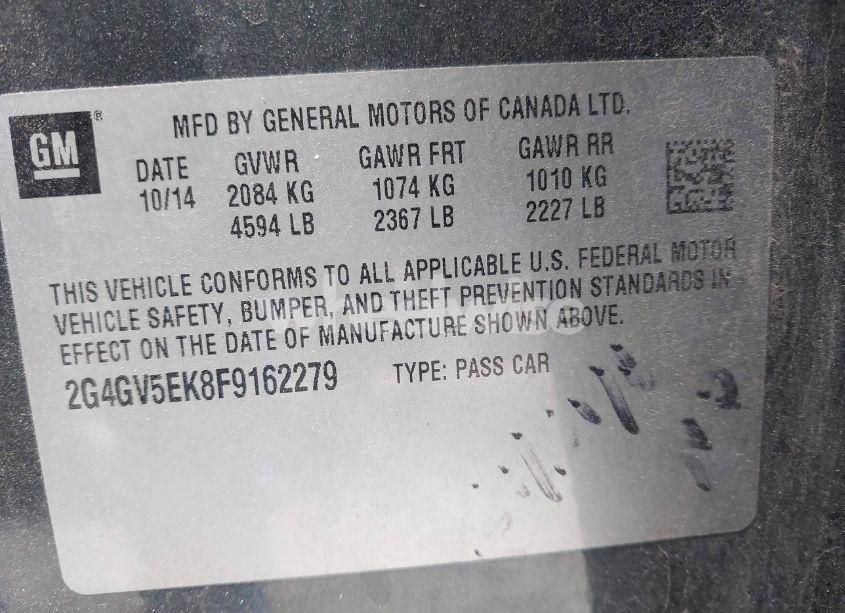 GM®
MFD BY GENERAL MOTORS OF CANADA LTD.
DATE GVWR GAWR FRT GAWR RR
10/14 2084 KG 1074 KG 1010 KG
4594 LB 2367 LB 2227 LB
THIS VEHICLE CONFORMS TO ALL APPLICABLE U.S. FEDERAL MOTOR
VEHICLE SAFETY, BUMPER, AND THEFT PREVENTION STANDARDS IN
EFFECT ON THE DATE OF MANUFACTURE SHOWN ABOVE.
2G4GV5EK8F9162279 TYPE: PASS CAR